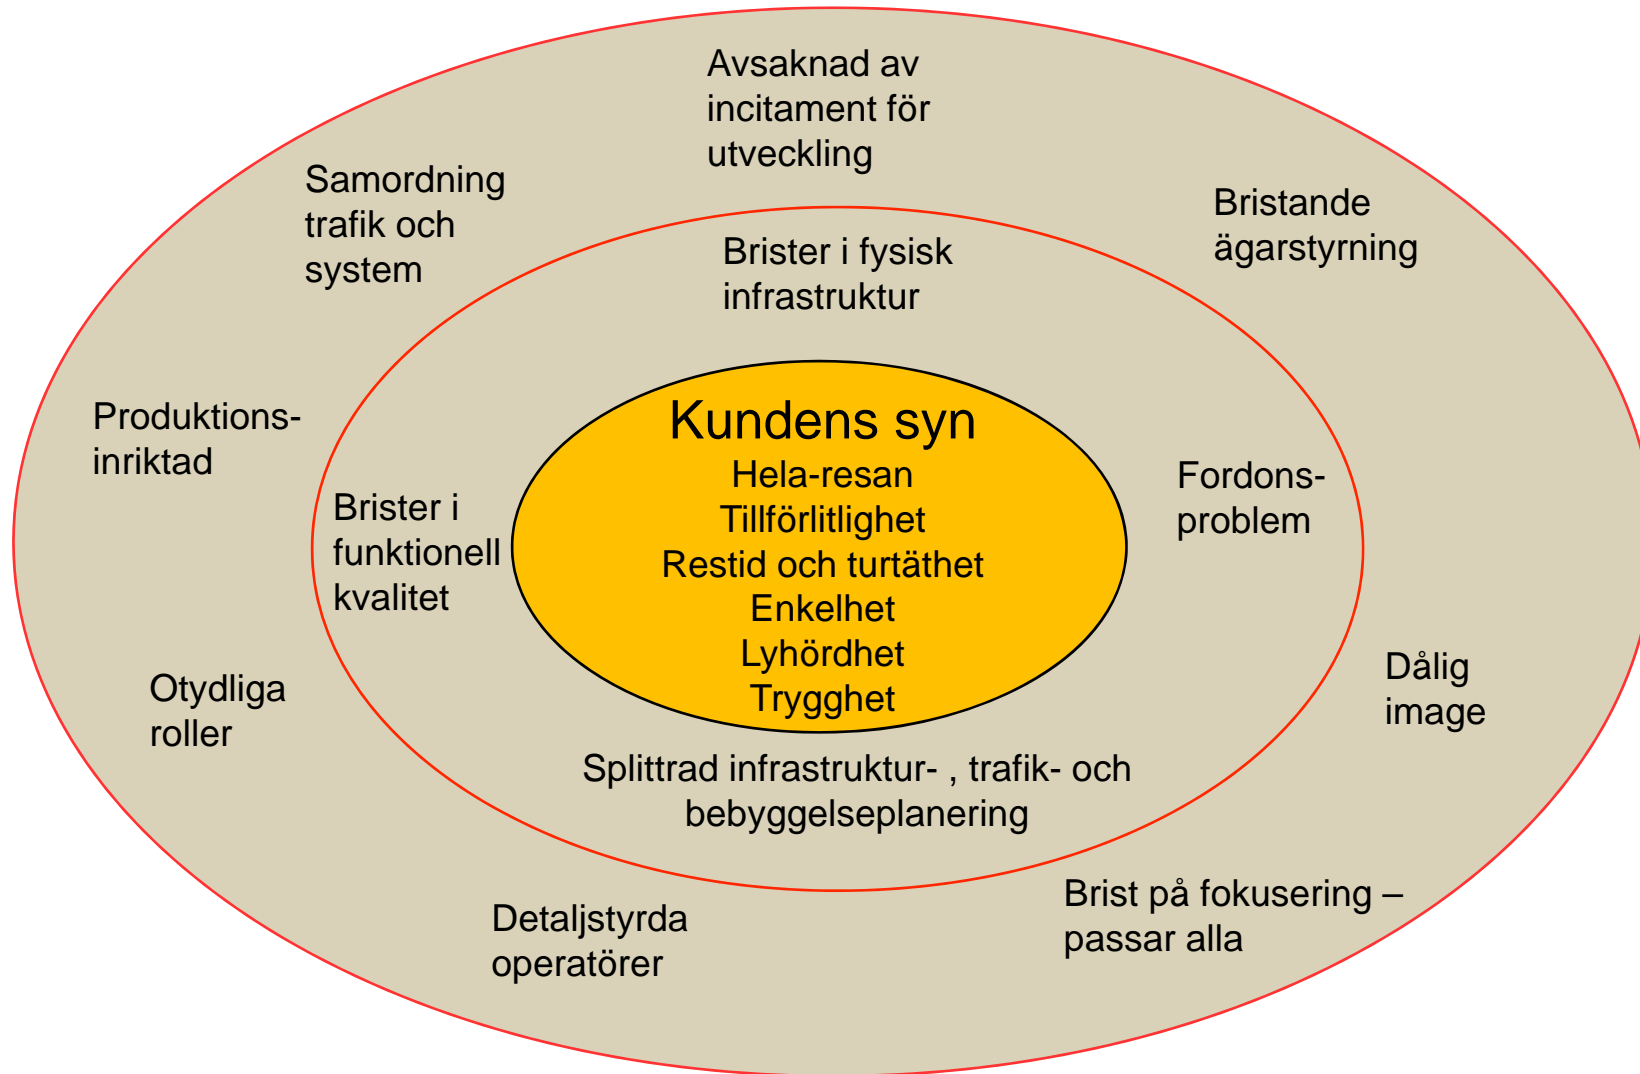 Avsaknad av
incitament för
utveckling
Samordning
trafik och
system
Bristande
ägarstyrning
Brister i fysisk
infrastruktur
Produktions-
inriktad
Kundens syn
Hela-resan
Tillförlitlighet
Restid och turtäthet
Enkelhet
Lyhördhet
Trygghet
Fordons-
problem
Brister i
funktionell
kvalitet
Otydliga
roller
Dålig
image
Splittrad infrastruktur- , trafik- och
bebyggelseplanering
Detaljstyrda
operatörer
Brist på fokusering –
passar alla